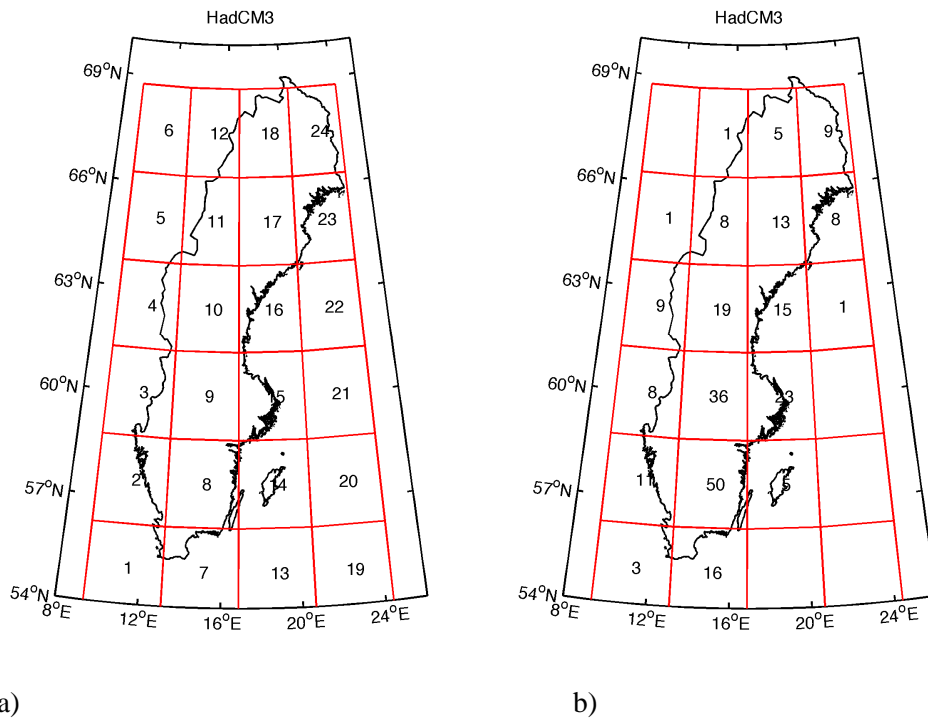 HadCM3
69°N
6 12 18 24
66°N
5 11 17 23
63°N
4 10 16 22
60°N
3 9 15 21
57°N
2 8 14 20
54°N
1 7 13 19
8°E 12°E 16°E 20°E 24°E
a)
HadCM3
69°N
1 5 9
66°N
1 8 13 8
63°N
9 19 15 1
60°N
8 36 23
57°N
11 50 5
54°N
3 16
8°E 12°E 16°E 20°E 24°E
b)